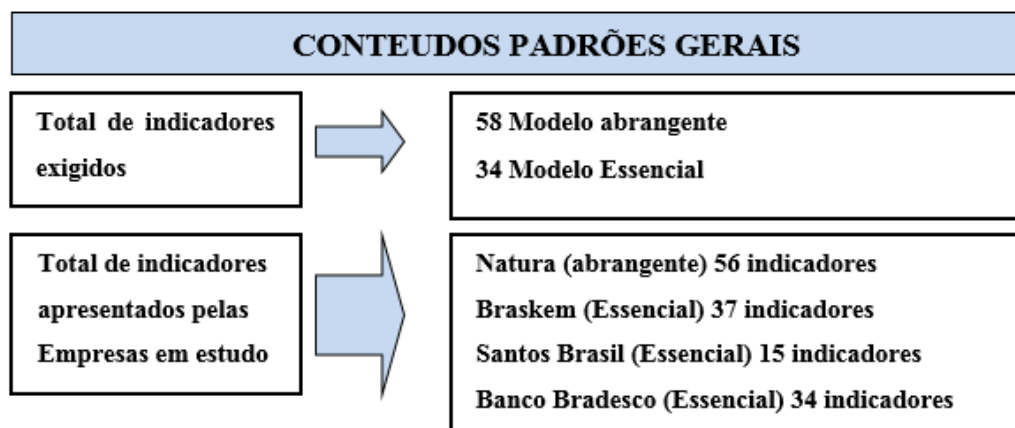 CONTEUDOS PADRÕES GERAIS
Total de indicadores
exigidos
58 Modelo abrangente
34 Modelo Essencial
Total de indicadores
apresentados pelas
Empresas em estudo
Natura (abrangente) 56 indicadores
Braskem (Essencial) 37 indicadores
Santos Brasil (Essencial) 15 indicadores
Banco Bradesco (Essencial) 34 indicadores